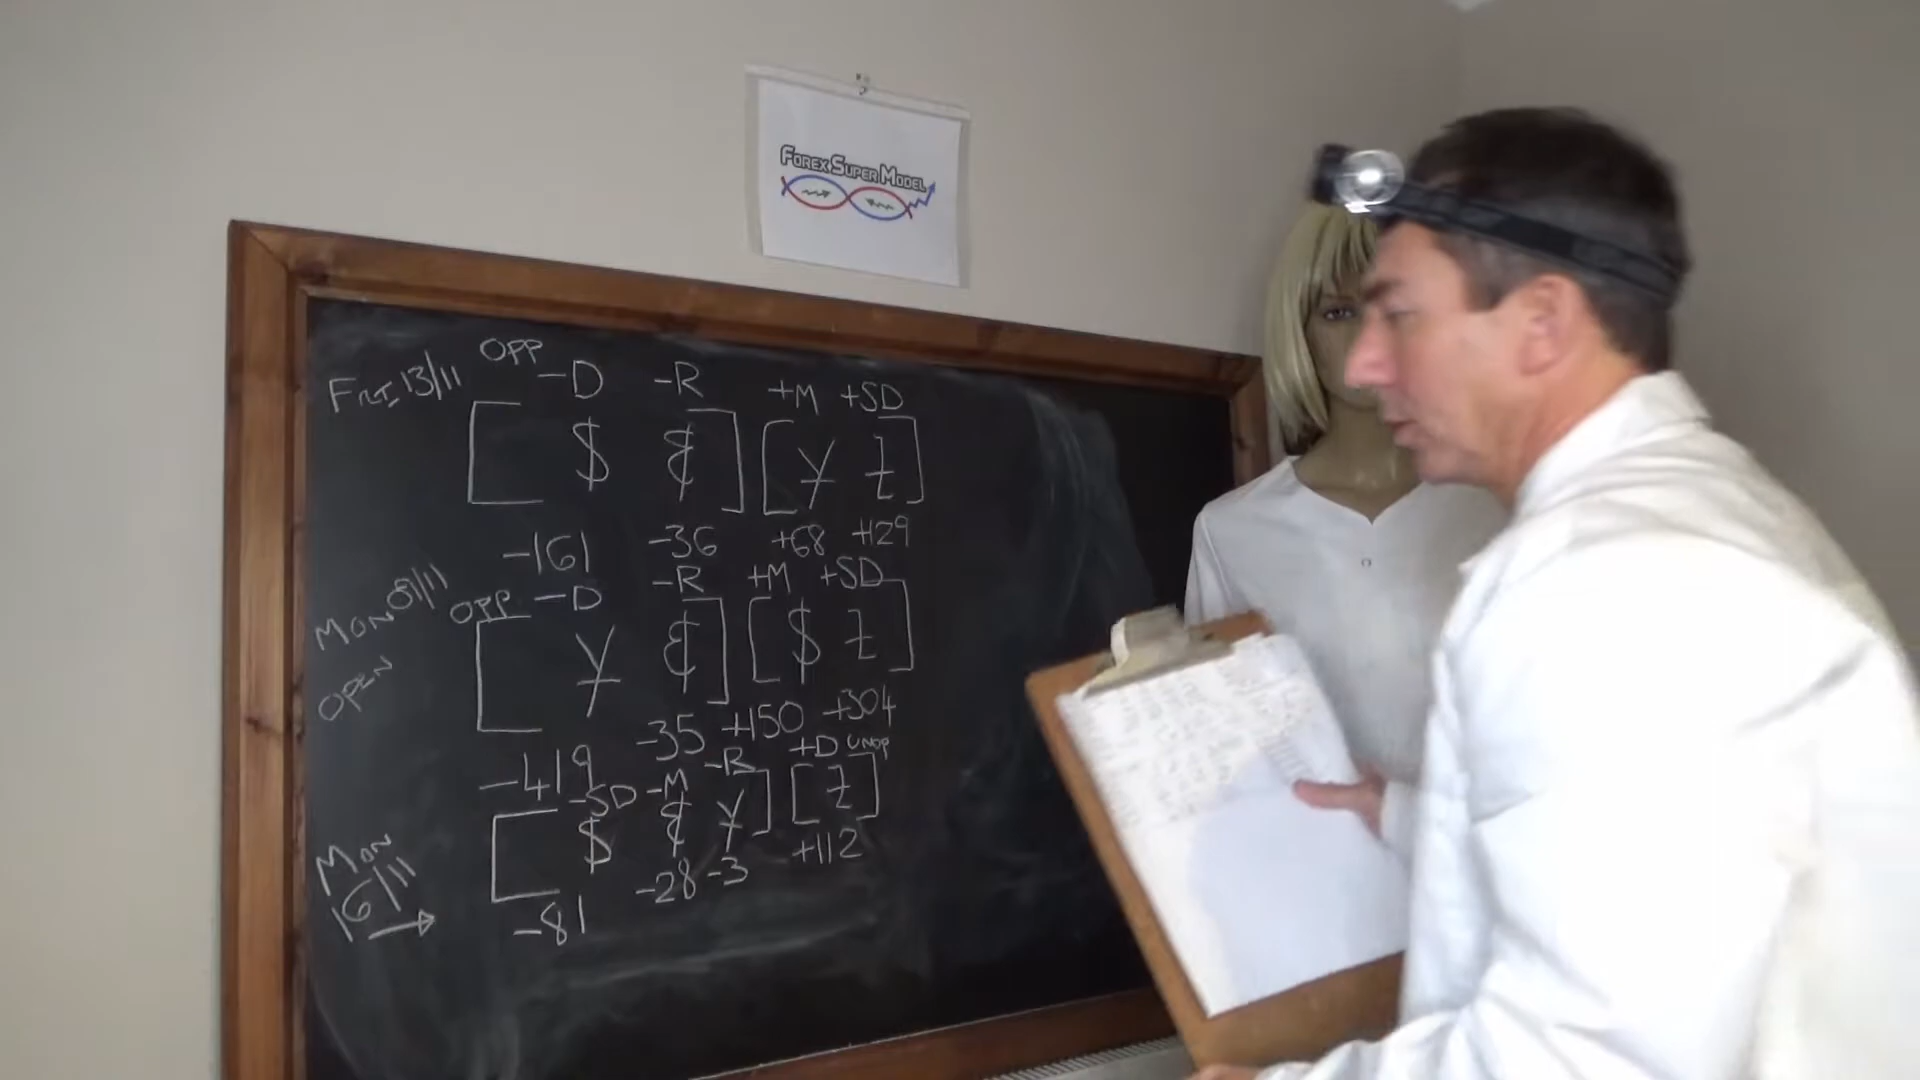 FOREX SUPER MODEL
OPP
FRI 13/11 -D -R +M +SD
[ $ € ] [ ¥ £ ]
-161 -36 +68 +129
OPP -D -R +M +SD
MON 09/11 [ ¥ € ] [ $ £ ]
OPEN
-419 -35 +150 +304
-SD -M -R +D UNOP
MON [ $ € ¥ ] [ £ ]
16/11 →
-81 -28 -3 +112